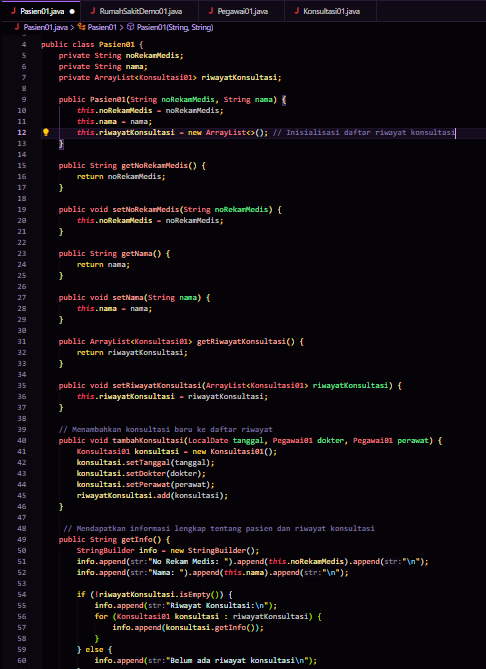 Pasien01.java ● RumahSakitDemo01.java Pegawai01.java Konsultasi01.java
Pasien01.java > Pasien01 > Pasien01(String, String)
4 public class Pasien01 {
5 private String noRekamMedis;
6 private String nama;
7 private ArrayList<Konsultasi01> riwayatKonsultasi;
8
9 public Pasien01(String noRekamMedis, String nama) {
10 this.noRekamMedis = noRekamMedis;
11 this.nama = nama;
12 this.riwayatKonsultasi = new ArrayList<>(); // Inisialisasi daftar riwayat konsultasi
13 }
14
15 public String getNoRekamMedis() {
16 return noRekamMedis;
17 }
18
19 public void setNoRekamMedis(String noRekamMedis) {
20 this.noRekamMedis = noRekamMedis;
21 }
22
23 public String getNama() {
24 return nama;
25 }
26
27 public void setNama(String nama) {
28 this.nama = nama;
29 }
30
31 public ArrayList<Konsultasi01> getRiwayatKonsultasi() {
32 return riwayatKonsultasi;
33 }
34
35 public void setRiwayatKonsultasi(ArrayList<Konsultasi01> riwayatKonsultasi) {
36 this.riwayatKonsultasi = riwayatKonsultasi;
37 }
38
39 // Menambahkan konsultasi baru ke daftar riwayat
40 public void tambahKonsultasi(LocalDate tanggal, Pegawai01 dokter, Pegawai01 perawat) {
41 Konsultasi01 konsultasi = new Konsultasi01();
42 konsultasi.setTanggal(tanggal);
43 konsultasi.setDokter(dokter);
44 konsultasi.setPerawat(perawat);
45 riwayatKonsultasi.add(konsultasi);
46 }
47
48 // Mendapatkan informasi lengkap tentang pasien dan riwayat konsultasi
49 public String getInfo() {
50 StringBuilder info = new StringBuilder();
51 info.append(str:"No Rekam Medis: ").append(this.noRekamMedis).append(str:"\n");
52 info.append(str:"Nama: ").append(this.nama).append(str:"\n");
53
54 if (!riwayatKonsultasi.isEmpty()) {
55 info.append(str:"Riwayat Konsultasi:\n");
56 for (Konsultasi01 konsultasi : riwayatKonsultasi) {
57 info.append(konsultasi.getInfo());
58 }
59 } else {
60 info.append(str:"Belum ada riwayat konsultasi\n");